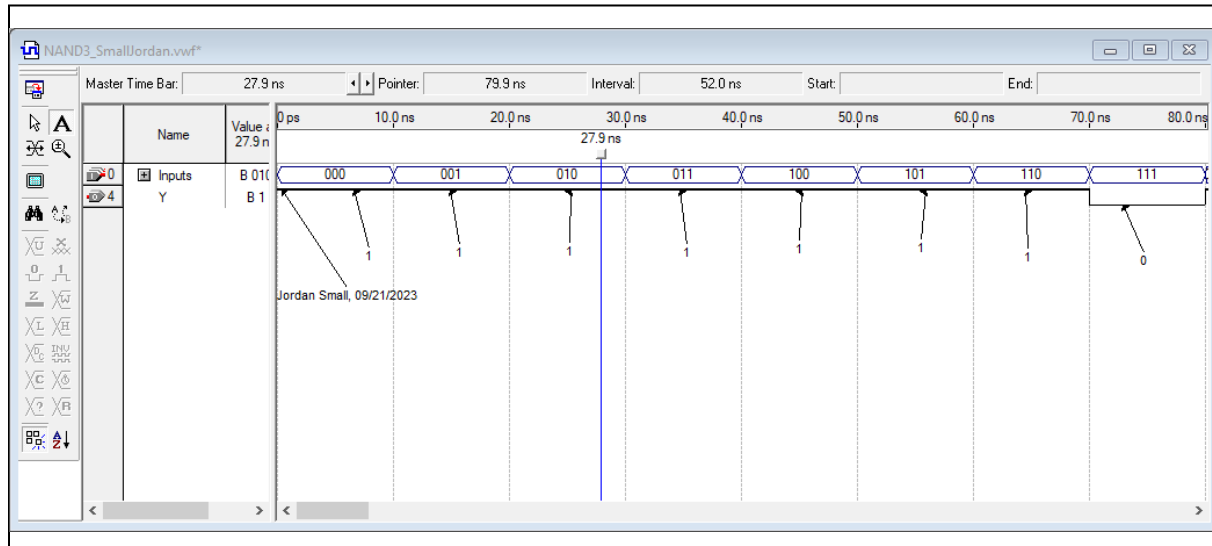 NAND3_SmallJordan.vwf*
Master Time Bar: 27.9 ns Pointer: 79.9 ns Interval: 52.0 ns Start: End:
Name Value a 27.9 n
0 ps 10.0 ns 20.0 ns 30.0 ns 40.0 ns 50.0 ns 60.0 ns 70.0 ns 80.0 ns
27.9 ns
0 Inputs B 010 000 001 010 011 100 101 110 111
4 Y B 1
1 1 1 1 1 1 1 0
Jordan Small, 09/21/2023